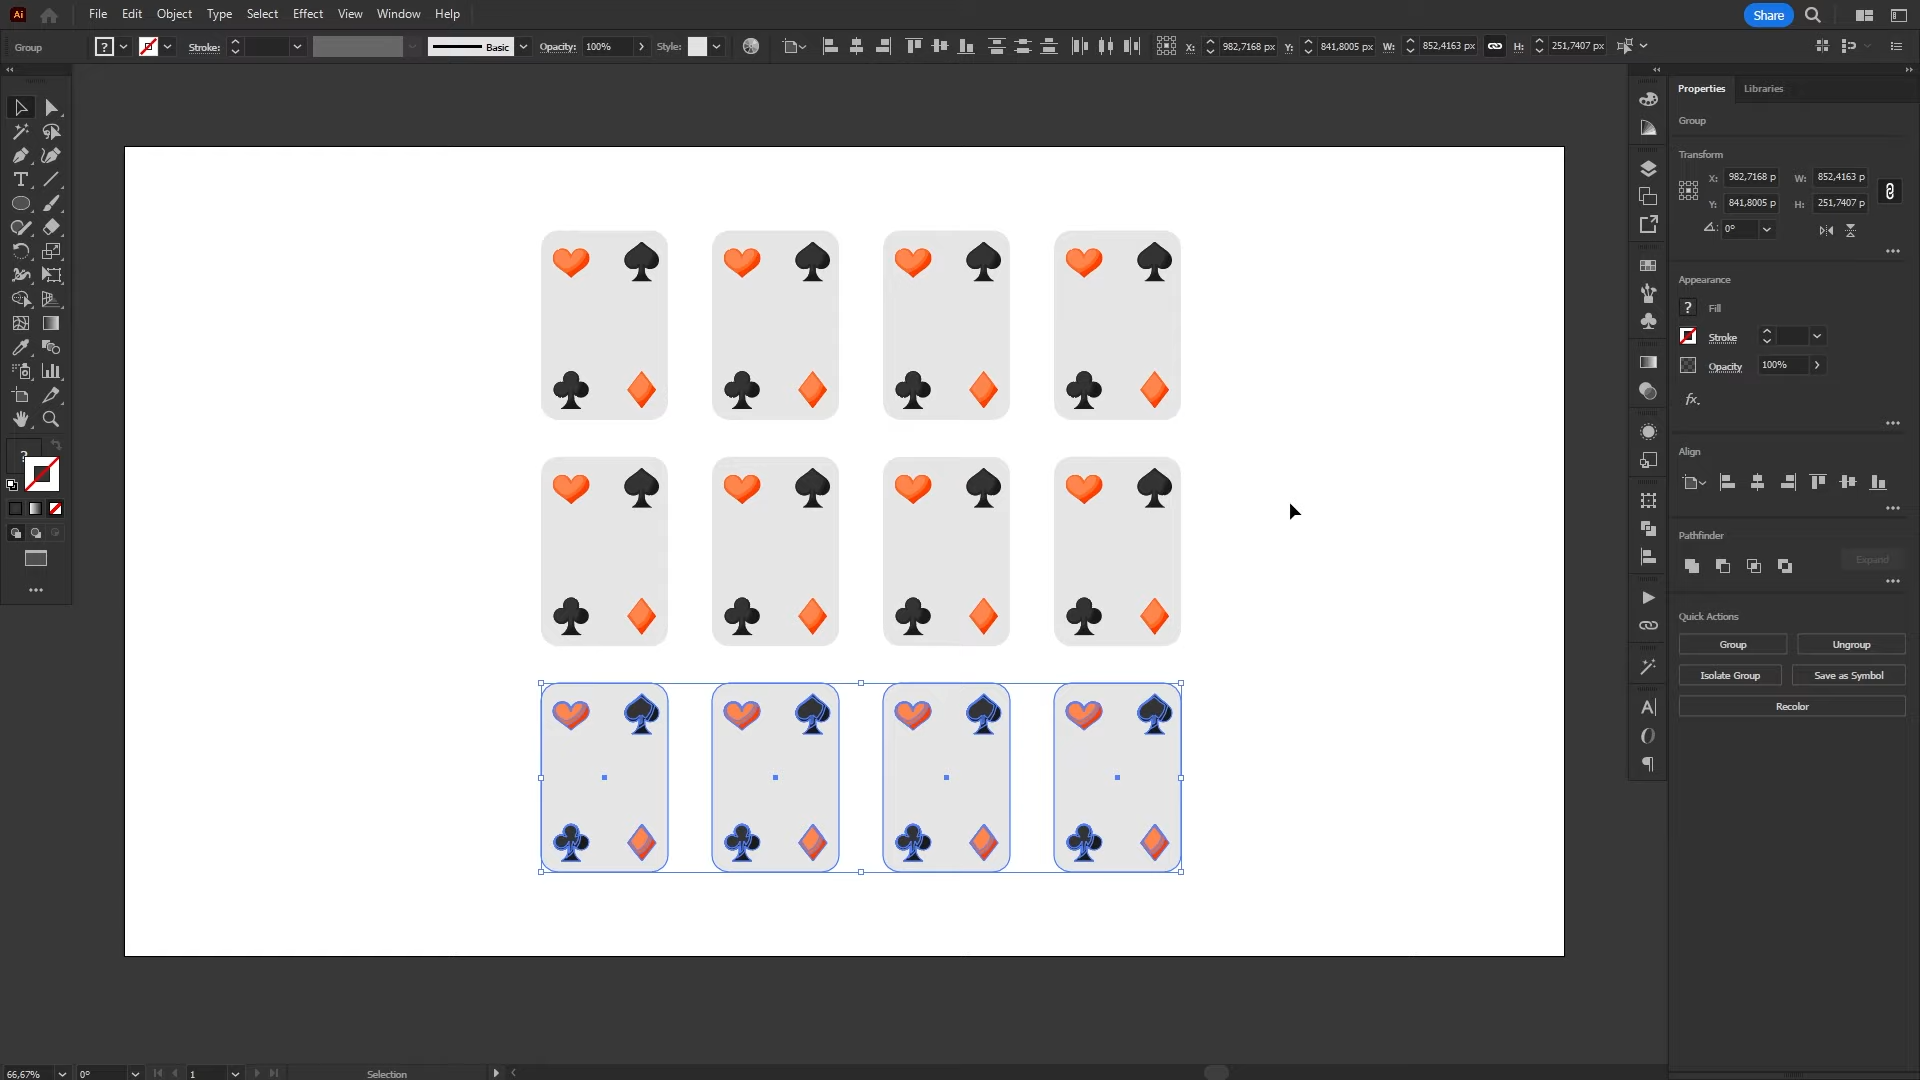 Ai File Edit Object Type Select Effect View Window Help Share
Group ? Stroke: Basic Opacity: 100% Style: X: 982,7168 px Y: 841,8005 px W: 852,4163 px H: 251,7407 px
Properties Libraries
Group
Transform
X: 982,7168 p W: 852,4163 p
Y: 841,8005 p H: 251,7407 p
0°
Appearance
? Fill
Stroke
Opacity 100%
fx.
Align
Pathfinder
Expand
Quick Actions
Group Ungroup
Isolate Group Save as Symbol
Recolor
66,67% 0° 1 Selection